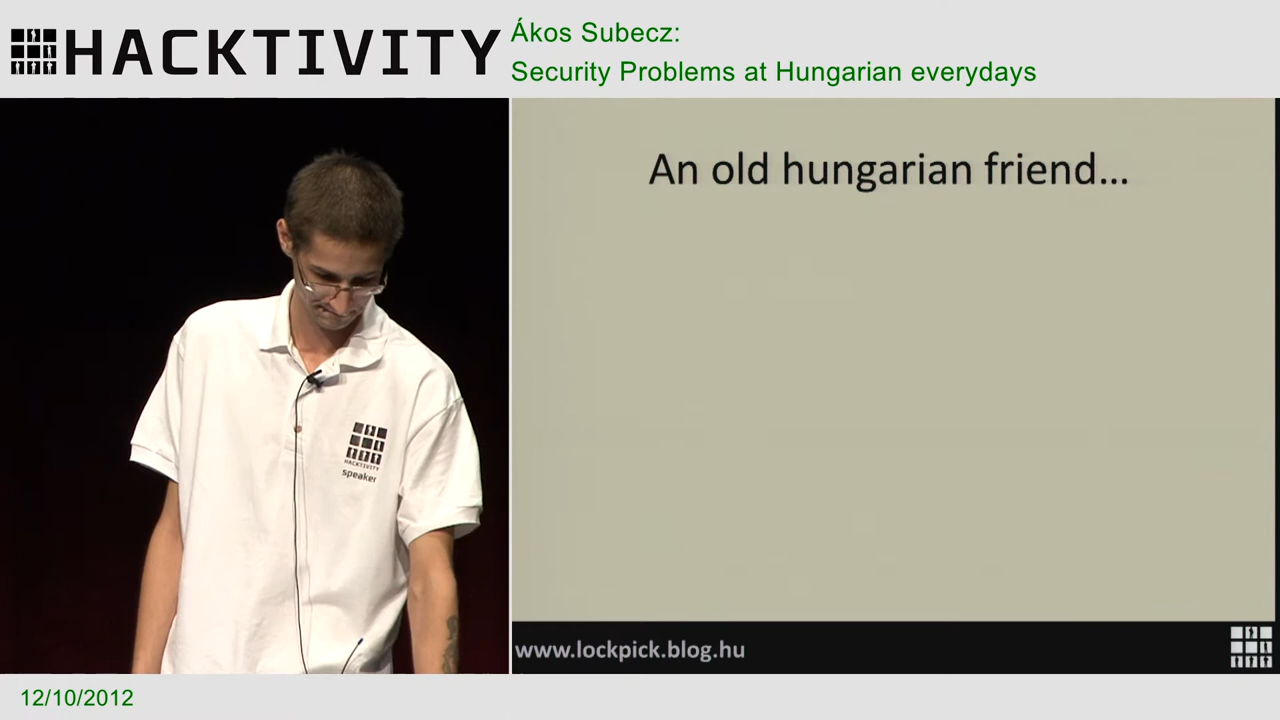 HACKTIVITY
Ákos Subecz:
Security Problems at Hungarian everydays
An old hungarian friend...
HACKTIVITY
speaker
www.lockpick.blog.hu
12/10/2012